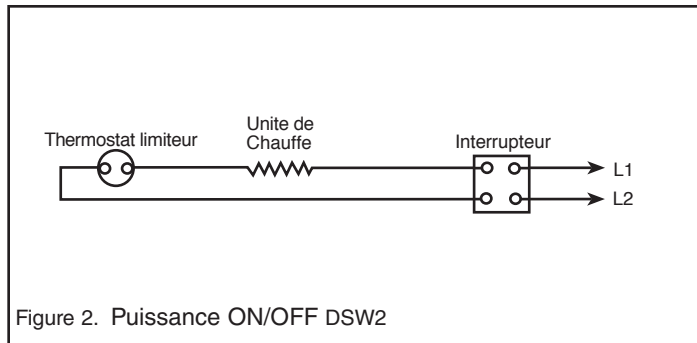 Unite de
Chauffe
Thermostat limiteur
Interrupteur
L1
L2
Figure 2. Puissance ON/OFF DSW2